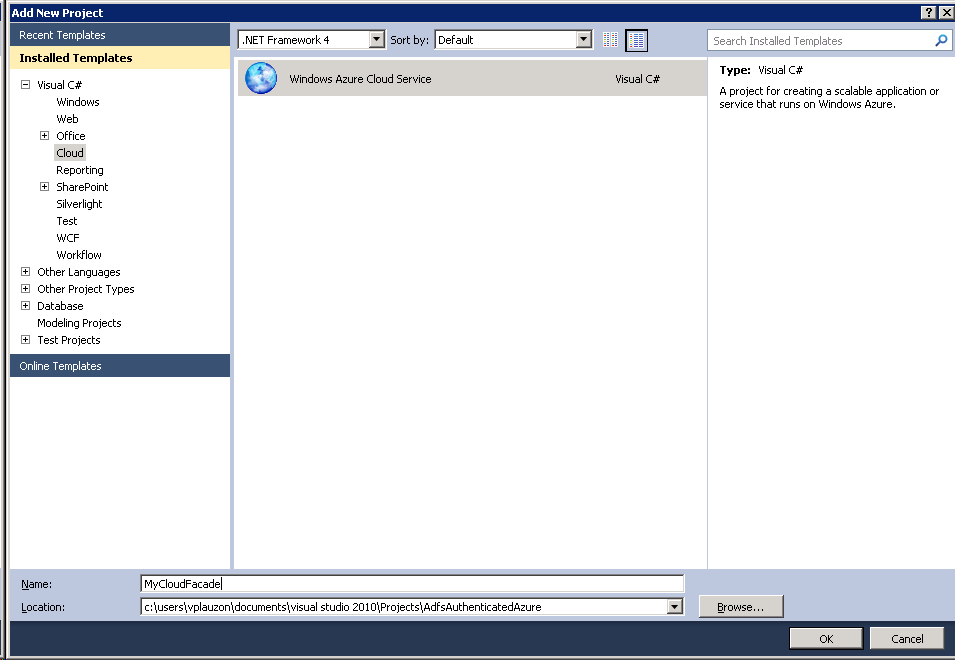 Add New Project
Recent Templates
Installed Templates
Visual C#
Windows
Web
Office
Cloud
Reporting
SharePoint
Silverlight
Test
WCF
Workflow
Other Languages
Other Project Types
Database
Modeling Projects
Test Projects
Online Templates
.NET Framework 4 Sort by: Default
Windows Azure Cloud Service Visual C#
Search Installed Templates
Type: Visual C#
A project for creating a scalable application or
service that runs on Windows Azure.
Name: MyCloudFacade
Location: c:\users\vplauzon\documents\visual studio 2010\Projects\AdfsAuthenticatedAzure
Browse...
OK Cancel